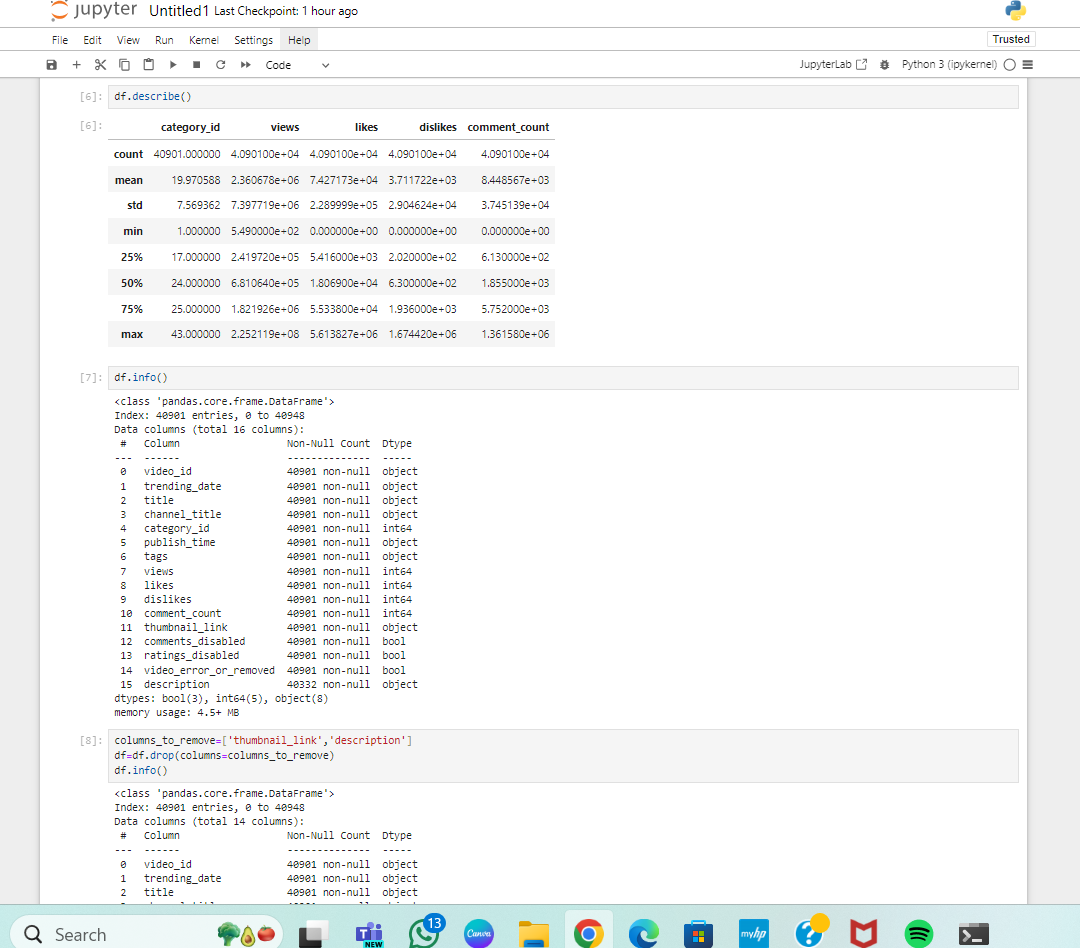 jupyter Untitled1 Last Checkpoint: 1 hour ago
File Edit View Run Kernel Settings Help Trusted
Code JupyterLab Python 3 (ipykernel)
[6]: df.describe()
[6]: category_id views likes dislikes comment_count
count 40901.000000 4.090100e+04 4.090100e+04 4.090100e+04 4.090100e+04
mean 19.970588 2.360678e+06 7.427173e+04 3.711722e+03 8.448567e+03
std 7.569362 7.397719e+06 2.289999e+05 2.904624e+04 3.745139e+04
min 1.000000 5.490000e+02 0.000000e+00 0.000000e+00 0.000000e+00
25% 17.000000 2.419720e+05 5.416000e+03 2.020000e+02 6.130000e+02
50% 24.000000 6.810640e+05 1.806900e+04 6.300000e+02 1.855000e+03
75% 25.000000 1.821926e+06 5.533800e+04 1.936000e+03 5.752000e+03
max 43.000000 2.252119e+08 5.613827e+06 1.674420e+06 1.361580e+06
[7]: df.info()
<class 'pandas.core.frame.DataFrame'>
Index: 40901 entries, 0 to 40948
Data columns (total 16 columns):
# Column Non-Null Count Dtype
--- ------ -------------- -----
0 video_id 40901 non-null object
1 trending_date 40901 non-null object
2 title 40901 non-null object
3 channel_title 40901 non-null object
4 category_id 40901 non-null int64
5 publish_time 40901 non-null object
6 tags 40901 non-null object
7 views 40901 non-null int64
8 likes 40901 non-null int64
9 dislikes 40901 non-null int64
10 comment_count 40901 non-null int64
11 thumbnail_link 40901 non-null object
12 comments_disabled 40901 non-null bool
13 ratings_disabled 40901 non-null bool
14 video_error_or_removed 40901 non-null bool
15 description 40332 non-null object
dtypes: bool(3), int64(5), object(8)
memory usage: 4.5+ MB
[8]: columns_to_remove=['thumbnail_link','description']
df=df.drop(columns=columns_to_remove)
df.info()
<class 'pandas.core.frame.DataFrame'>
Index: 40901 entries, 0 to 40948
Data columns (total 14 columns):
# Column Non-Null Count Dtype
--- ------ -------------- -----
0 video_id 40901 non-null object
1 trending_date 40901 non-null object
2 title 40901 non-null object
Search NEW 13 Canva myhp